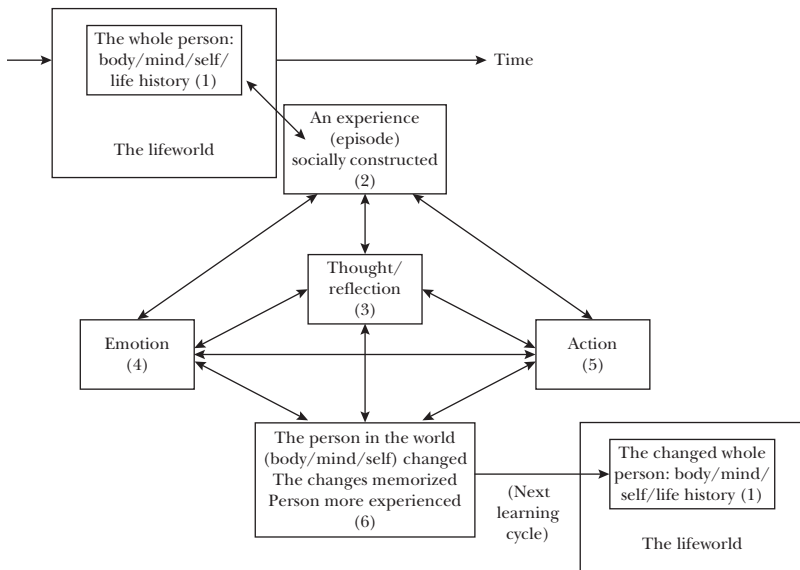 The whole person:
body/mind/self/
life history (1)
Time
The lifeworld
An experience
(episode)
socially constructed
(2)
Thought/
reflection
(3)
Emotion
(4)
Action
(5)
The person in the world
(body/mind/self) changed
The changes memorized
Person more experienced
(6)
(Next
learning
cycle)
The changed whole
person: body/mind/
self/life history (1)
The lifeworld